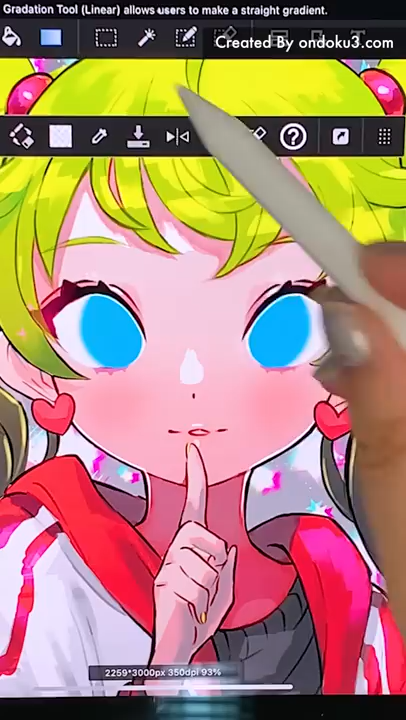 Gradation Tool (Linear) allows users to make a straight gradient.
Created By ondoku3.com
2259*3000px 350dpi 93%